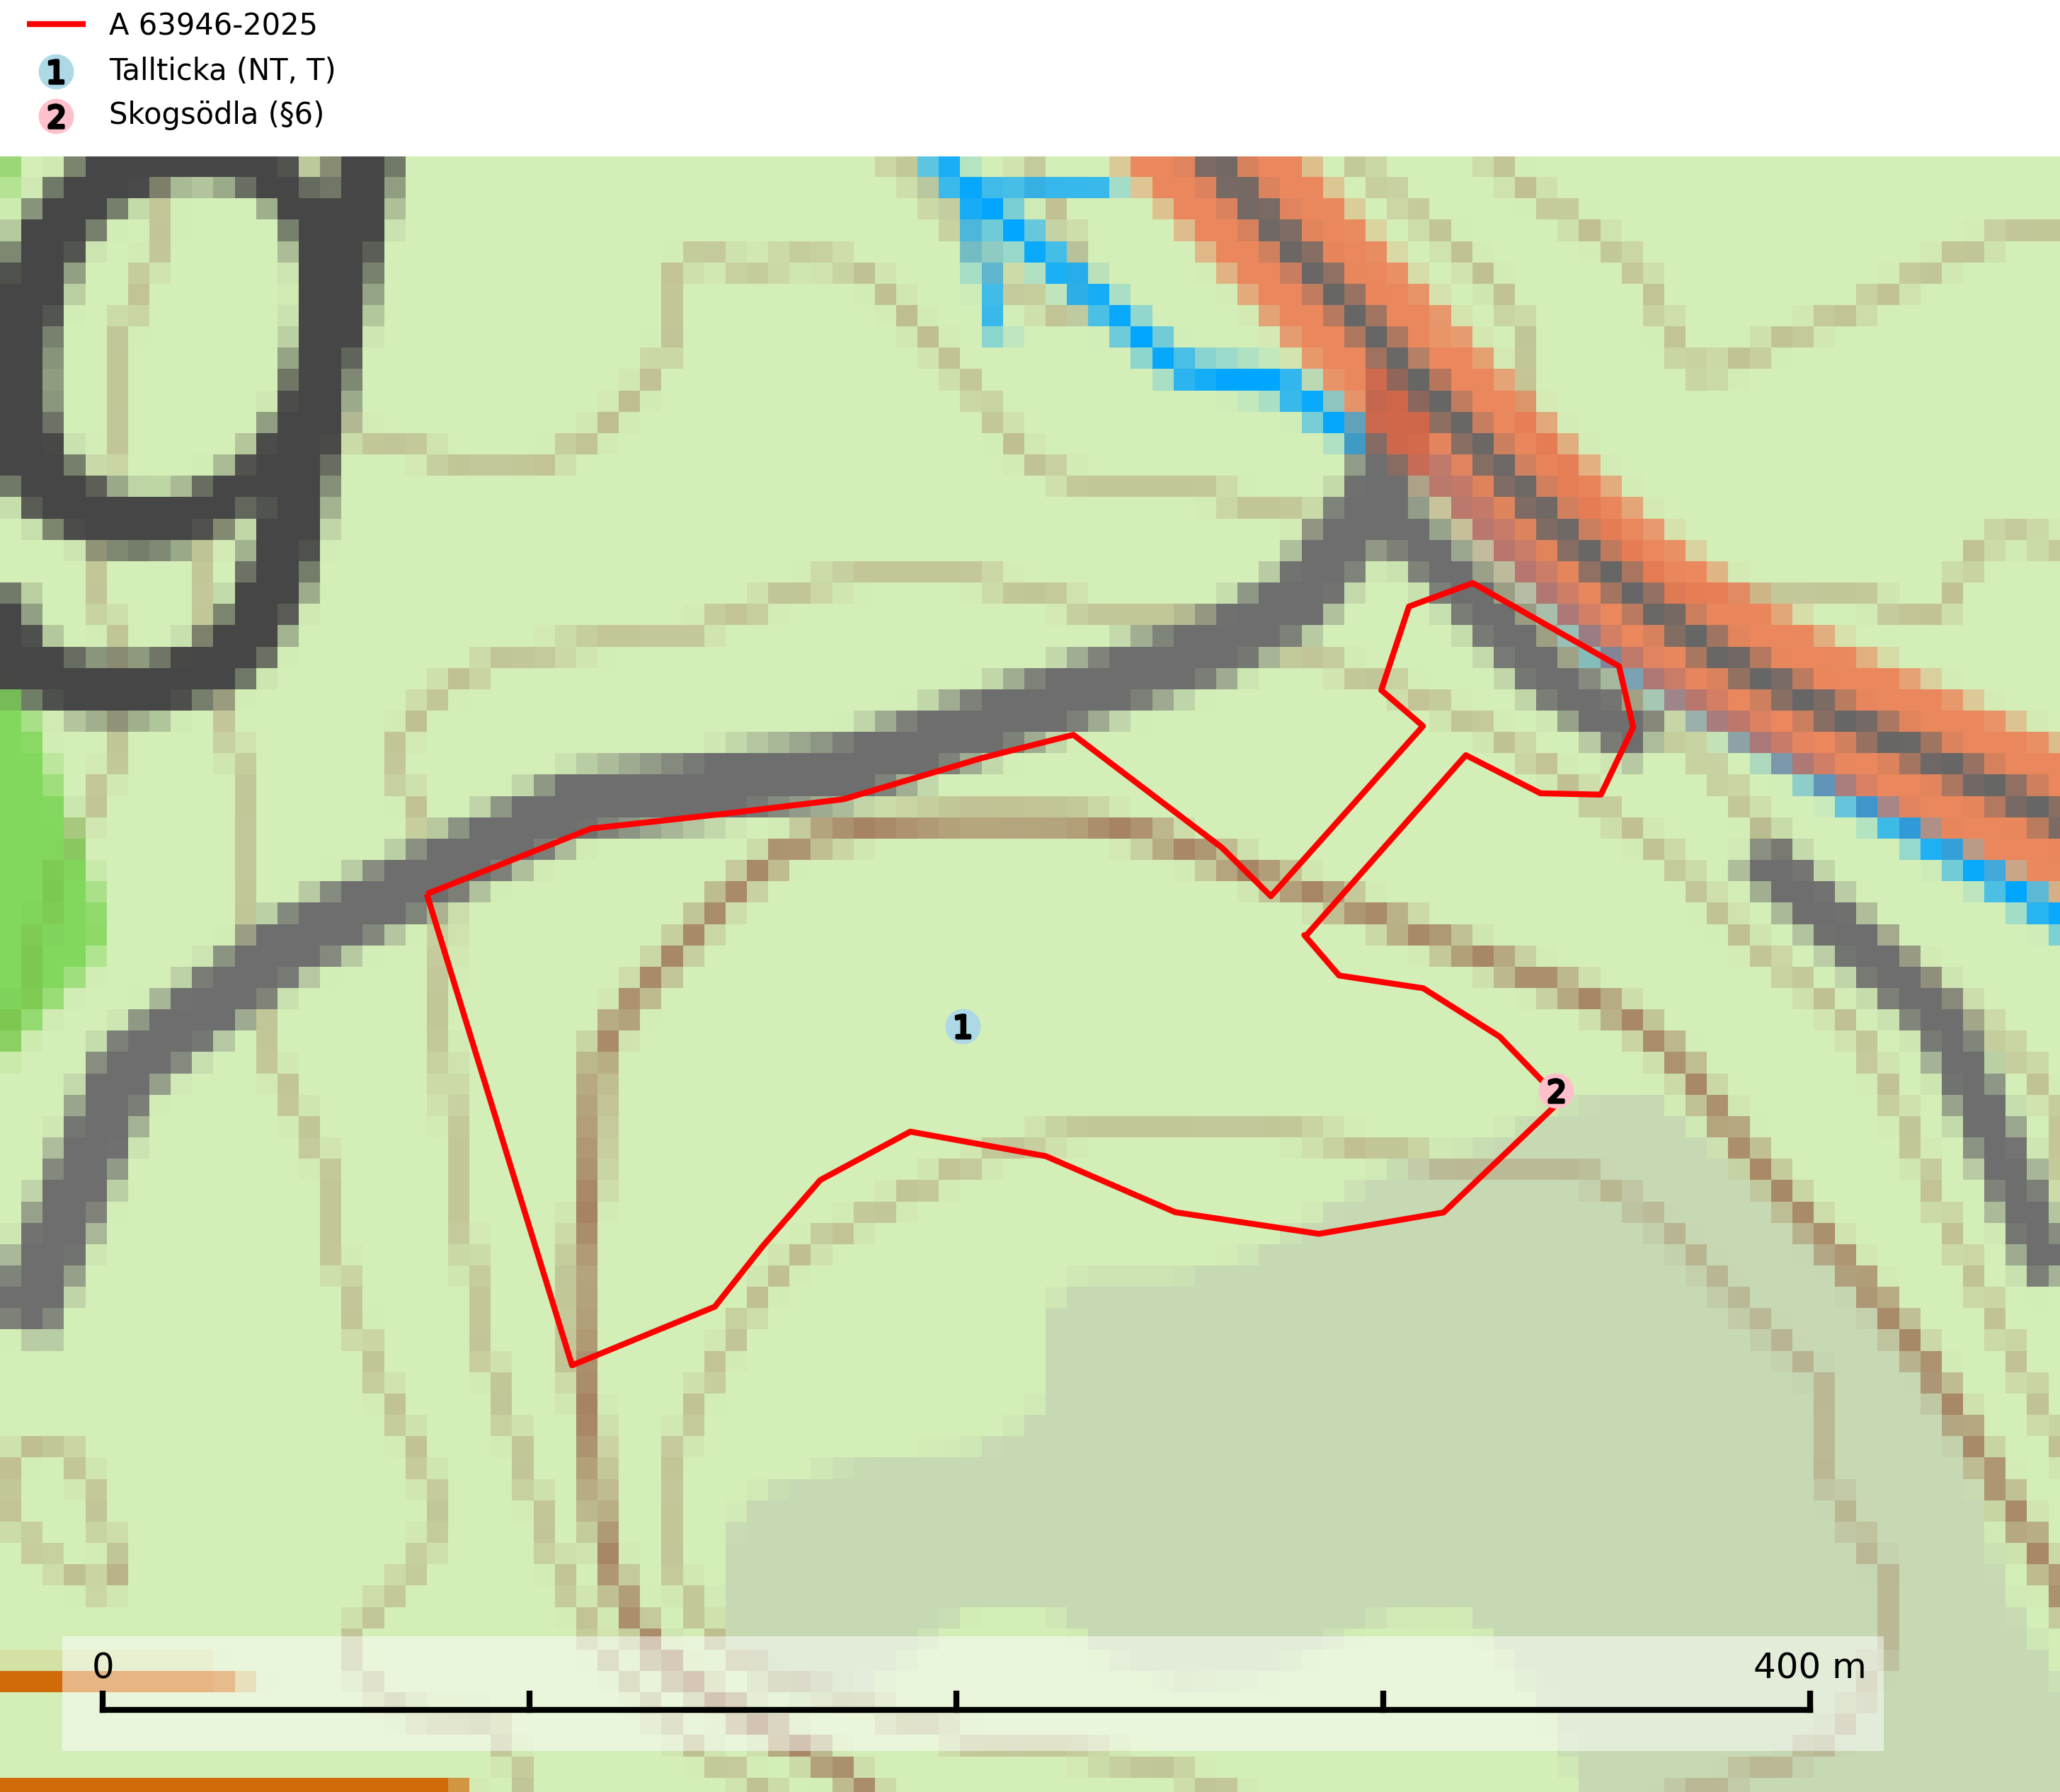 A 63946-2025
1 Tallticka (NT, T)
2 Skogsödla (§6)
1
2
0 400 m